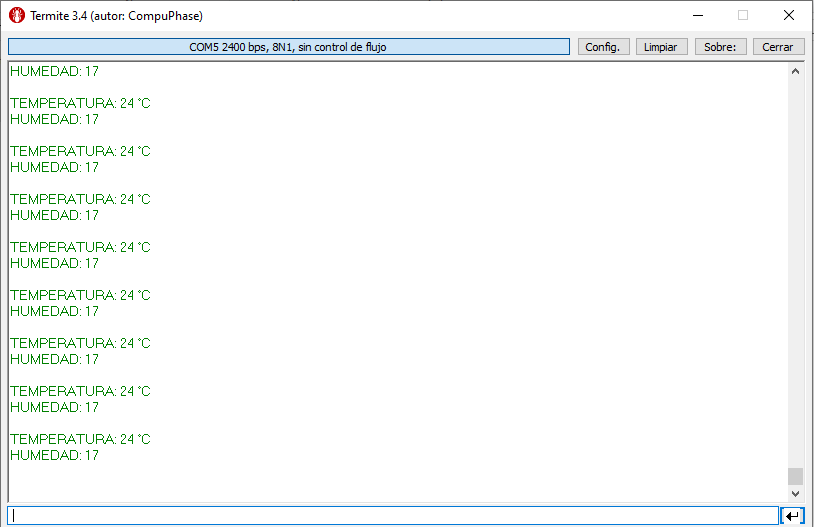 Termite 3.4 (autor: CompuPhase)
COM5 2400 bps, 8N1, sin control de flujo
Config.
Limpiar
Sobre:
Cerrar
HUMEDAD: 17
TEMPERATURA: 24 °C
HUMEDAD: 17
TEMPERATURA: 24 °C
HUMEDAD: 17
TEMPERATURA: 24 °C
HUMEDAD: 17
TEMPERATURA: 24 °C
HUMEDAD: 17
TEMPERATURA: 24 °C
HUMEDAD: 17
TEMPERATURA: 24 °C
HUMEDAD: 17
TEMPERATURA: 24 °C
HUMEDAD: 17
TEMPERATURA: 24 °C
HUMEDAD: 17